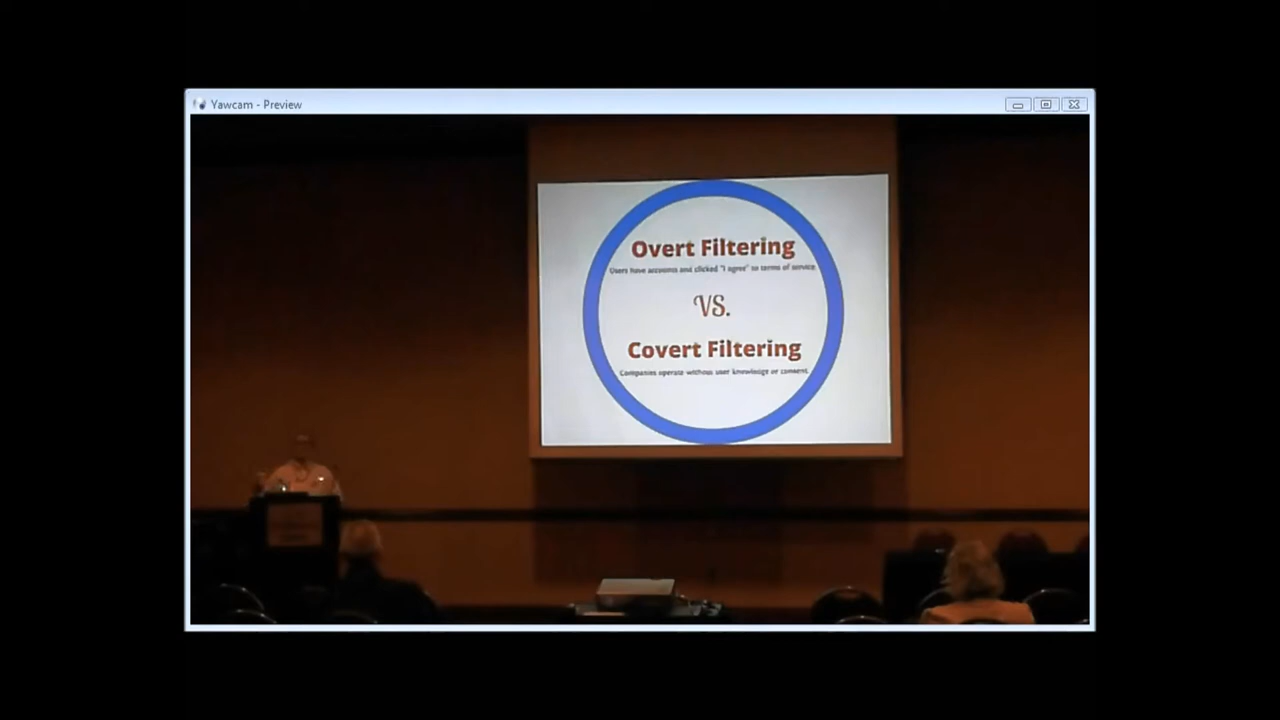 Yawcam - Preview
Overt Filtering
Users have accounts and clicked "I agree" to terms of service
VS.
Covert Filtering
Companies operate without user knowledge or consent.